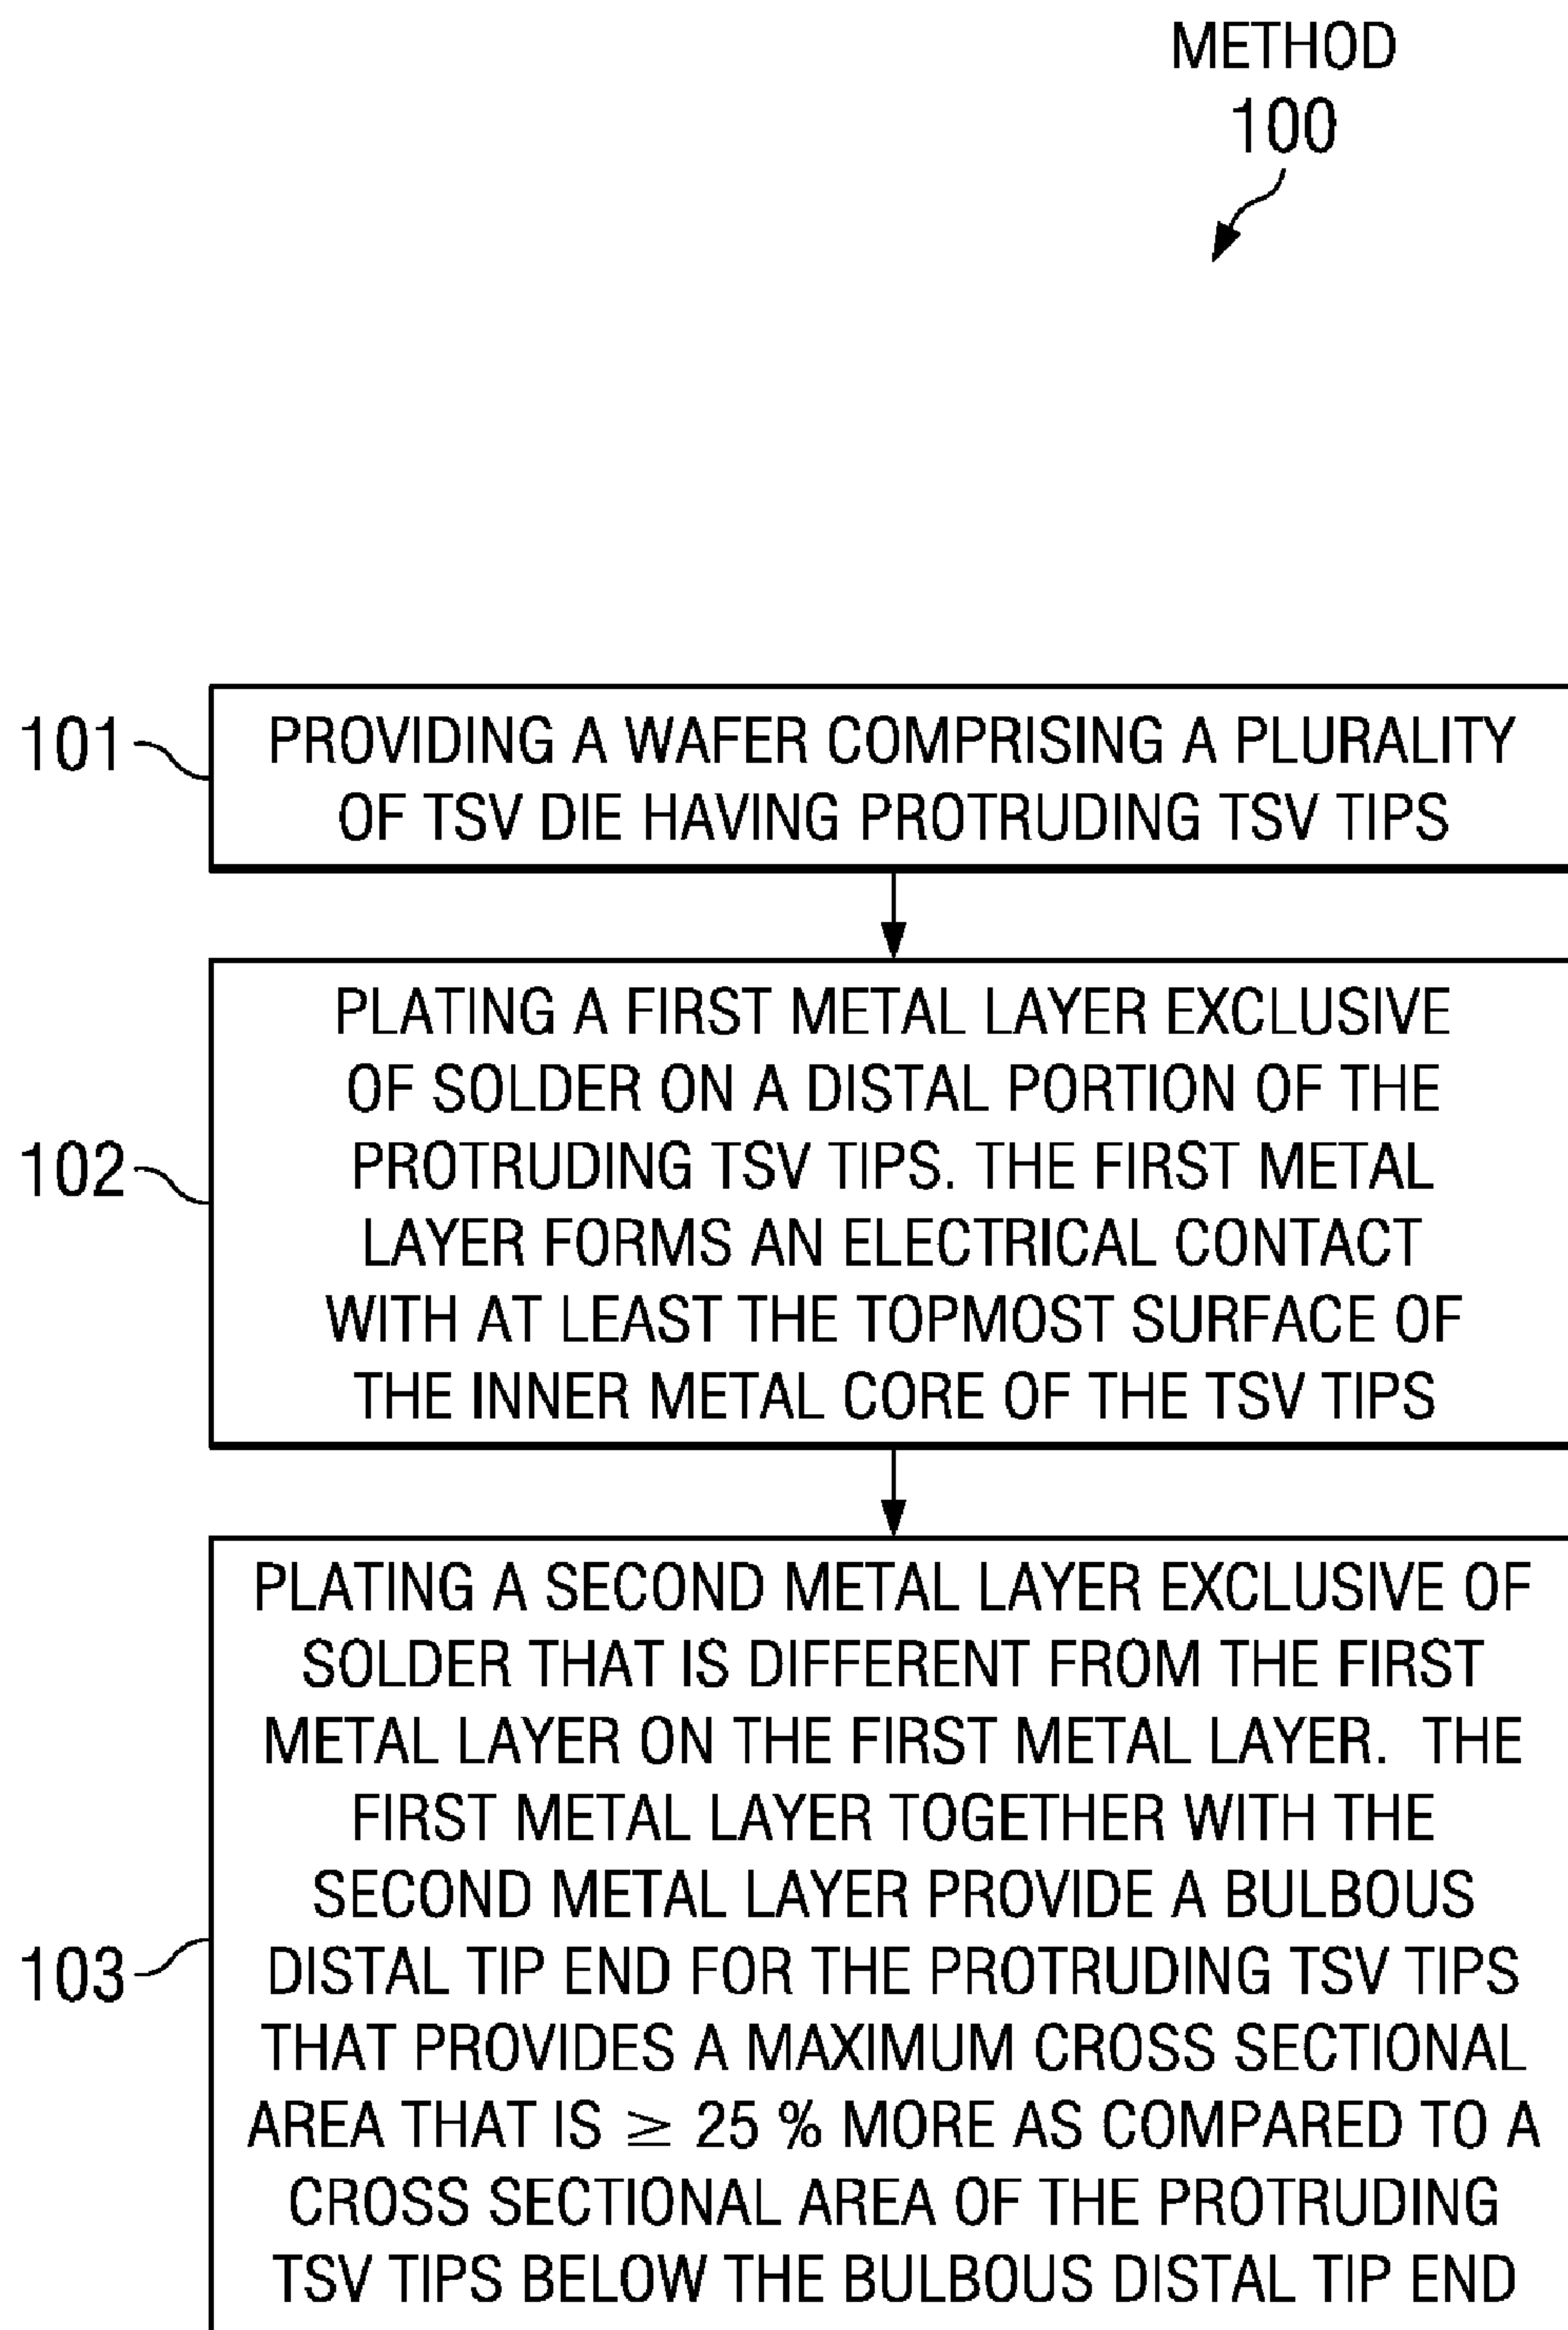 METHOD
100
101
PROVIDING A WAFER COMPRISING A PLURALITY
OF TSV DIE HAVING PROTRUDING TSV TIPS
102
PLATING A FIRST METAL LAYER EXCLUSIVE
OF SOLDER ON A DISTAL PORTION OF THE
PROTRUDING TSV TIPS. THE FIRST METAL
LAYER FORMS AN ELECTRICAL CONTACT
WITH AT LEAST THE TOPMOST SURFACE OF
THE INNER METAL CORE OF THE TSV TIPS
103
PLATING A SECOND METAL LAYER EXCLUSIVE OF
SOLDER THAT IS DIFFERENT FROM THE FIRST
METAL LAYER ON THE FIRST METAL LAYER. THE
FIRST METAL LAYER TOGETHER WITH THE
SECOND METAL LAYER PROVIDE A BULBOUS
DISTAL TIP END FOR THE PROTRUDING TSV TIPS
THAT PROVIDES A MAXIMUM CROSS SECTIONAL
AREA THAT IS ≥ 25 % MORE AS COMPARED TO A
CROSS SECTIONAL AREA OF THE PROTRUDING
TSV TIPS BELOW THE BULBOUS DISTAL TIP END